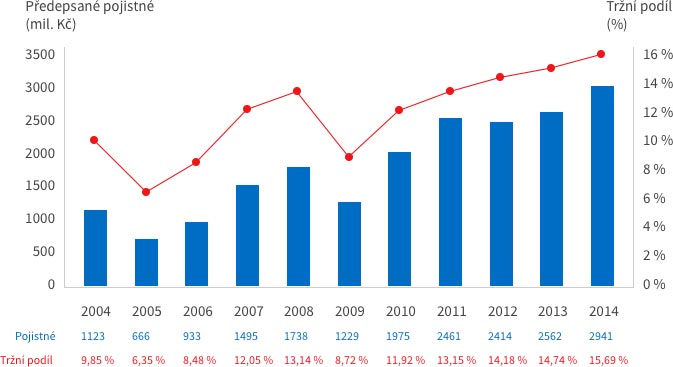 Předepsané pojistné
(mil. Kč)
Tržní podíl
(%)
3500 16 %
3000 14 %
2500 12 %
2000 10 %
1500 8 %
1000 6 %
500 4 %
0 2 %
0 %
2004 2005 2006 2007 2008 2009 2010 2011 2012 2013 2014
Pojistné 1123 666 933 1495 1738 1229 1975 2461 2414 2562 2941
Tržní podíl 9,85 % 6,35 % 8,48 % 12,05 % 13,14 % 8,72 % 11,92 % 13,15 % 14,18 % 14,74 % 15,69 %